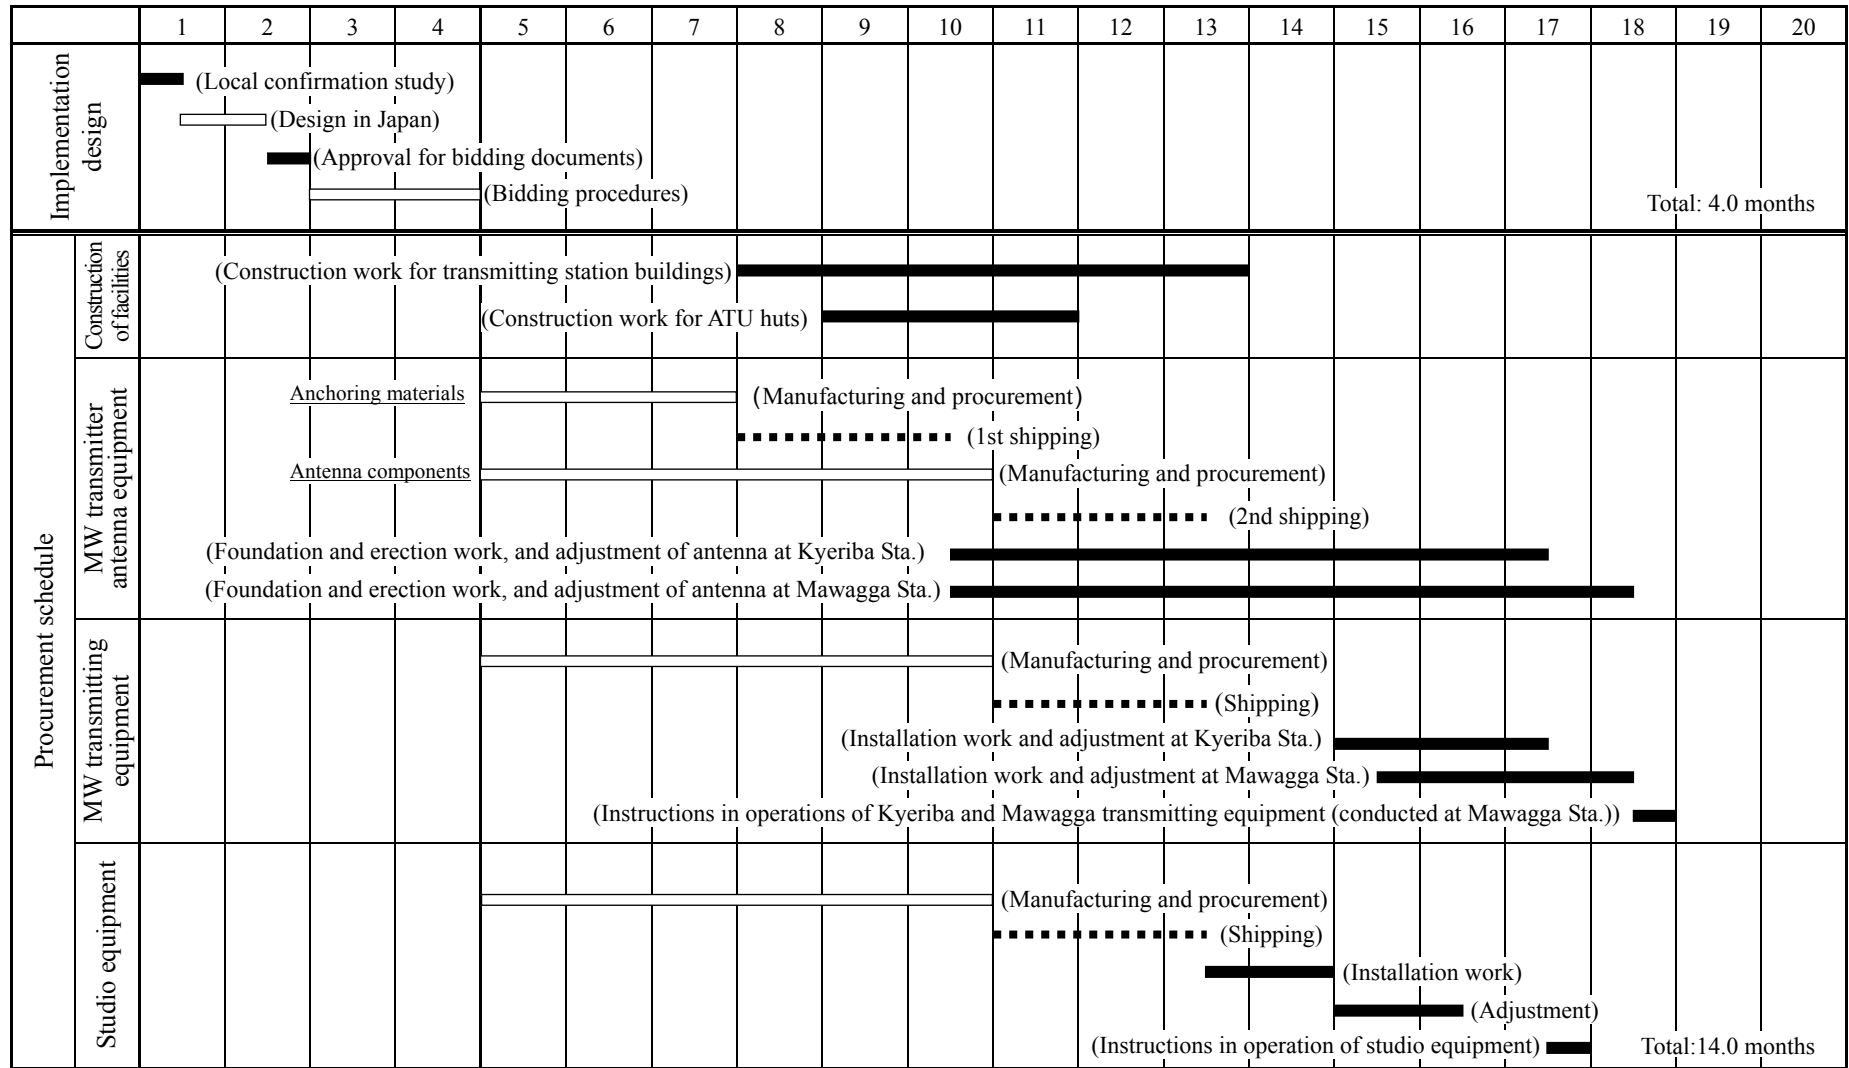 1 2 3 4 5 6 7 8 9 10 11 12 13 14 15 16 17 18 19 20
Implementation
design
(Local confirmation study)
(Design in Japan)
(Approval for bidding documents)
(Bidding procedures)
Total: 4.0 months
Procurement schedule
Construction
of facilities
(Construction work for transmitting station buildings)
(Construction work for ATU huts)
MW transmitter
antenna equipment
Anchoring materials (Manufacturing and procurement)
(1st shipping)
Antenna components (Manufacturing and procurement)
(2nd shipping)
(Foundation and erection work, and adjustment of antenna at Kyeriba Sta.)
(Foundation and erection work, and adjustment of antenna at Mawagga Sta.)
MW transmitting
equipment
(Manufacturing and procurement)
(Shipping)
(Installation work and adjustment at Kyeriba Sta.)
(Installation work and adjustment at Mawagga Sta.)
(Instructions in operations of Kyeriba and Mawagga transmitting equipment (conducted at Mawagga Sta.))
Studio equipment
(Manufacturing and procurement)
(Shipping)
(Installation work)
(Adjustment)
(Instructions in operation of studio equipment)
Total:14.0 months